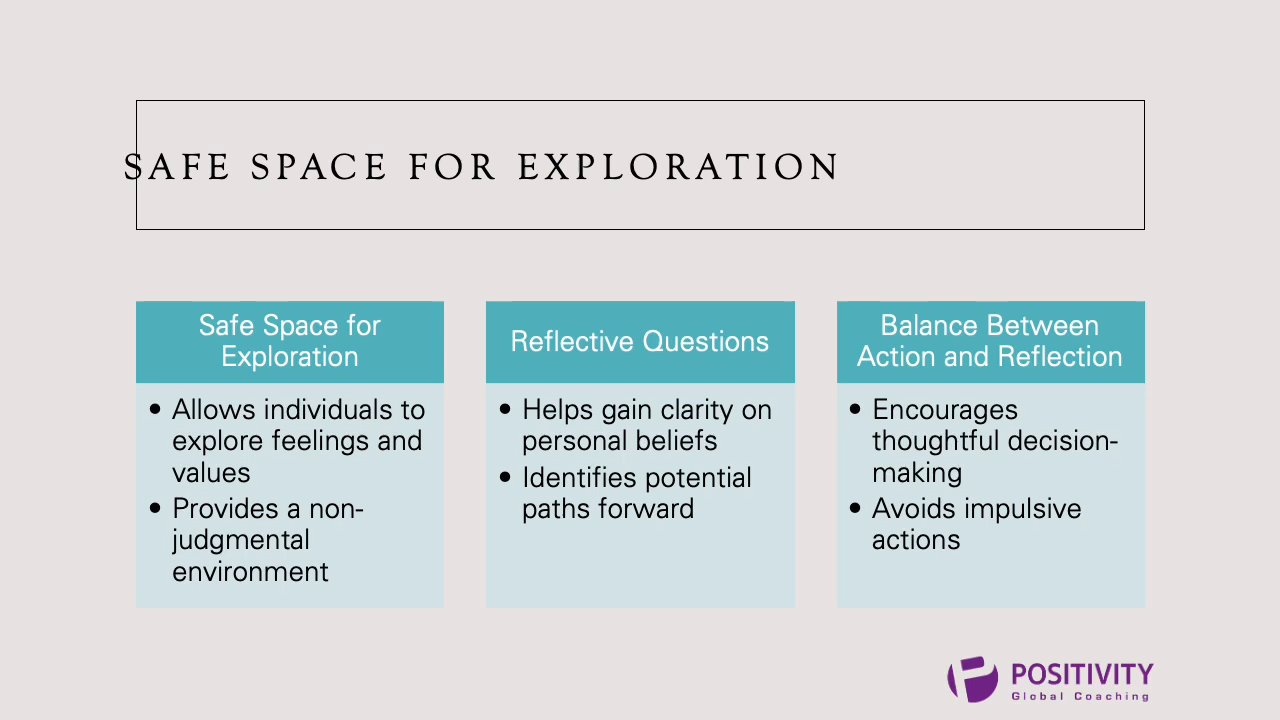 SAFE SPACE FOR EXPLORATION
Safe Space for
Exploration
• Allows individuals to
explore feelings and
values
• Provides a non-
judgmental
environment
Reflective Questions
• Helps gain clarity on
personal beliefs
• Identifies potential
paths forward
Balance Between
Action and Reflection
• Encourages
thoughtful decision-
making
• Avoids impulsive
actions
POSITIVITY
Global Coaching